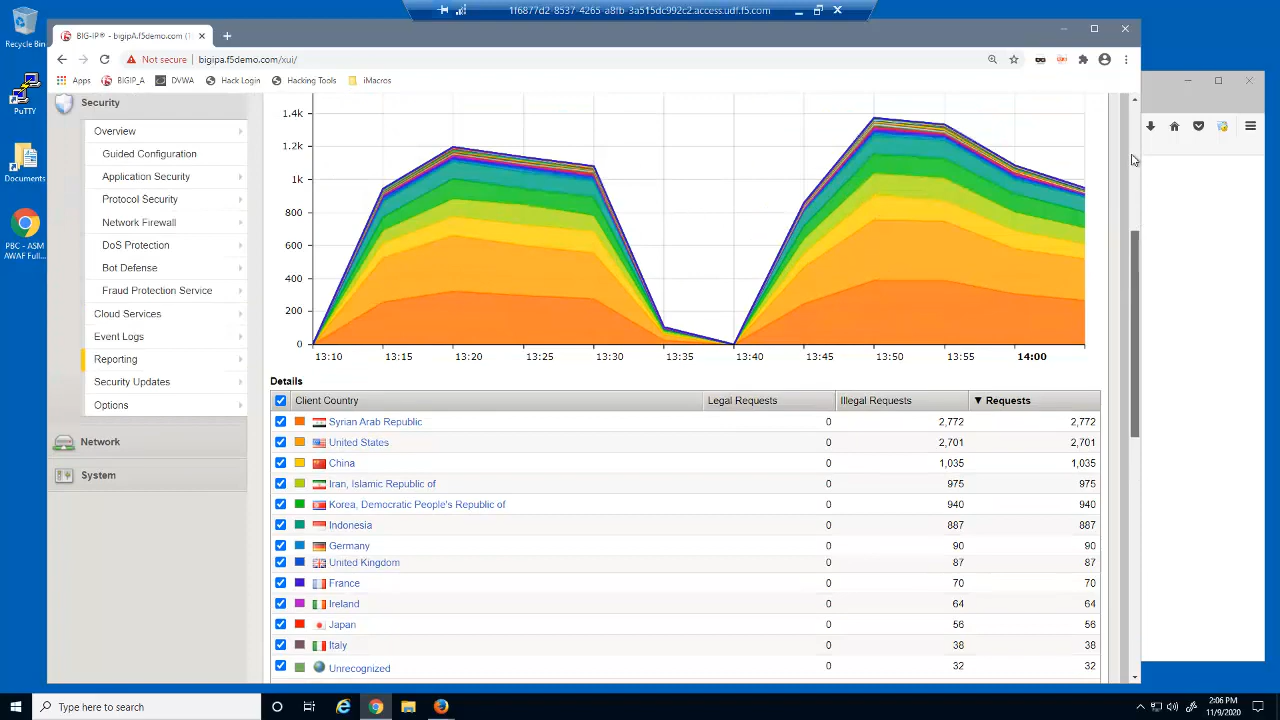 1f6877d2-8537-4265-a8fb-3a515dc992c2.access.udf.f5.com
Recycle Bin
BIG-IP® - bigipA.f5demo.com (1
Not secure
bigipa.f5demo.com/xui/
Apps
BIGIP_A
DVWA
Hack Login
Hacking Tools
iMacros
PuTTY
Documents
PBC - ASM
AWAF Full...
Security
Overview
Guided Configuration
Application Security
Protocol Security
Network Firewall
DoS Protection
Bot Defense
Fraud Protection Service
Cloud Services
Event Logs
Reporting
Security Updates
Options
Network
System
1.4k
1.2k
1k
800
600
400
200
0
13:10 13:15 13:20 13:25 13:30 13:35 13:40 13:45 13:50 13:55 14:00
Details
Client Country Legal Requests Illegal Requests ▼ Requests
Syrian Arab Republic 0 2,772 2,772
United States 0 2,701 2,701
China 0 1,035 1,035
Iran, Islamic Republic of 0 975 975
Korea, Democratic People's Republic of 0 940 940
Indonesia 0 887 887
Germany 0 90 90
United Kingdom 0 87 87
France 0 70 70
Ireland 0 64 64
Japan 0 56 56
Italy 0 38 38
Unrecognized 0 32 32
Type here to search
2:06 PM
11/9/2020